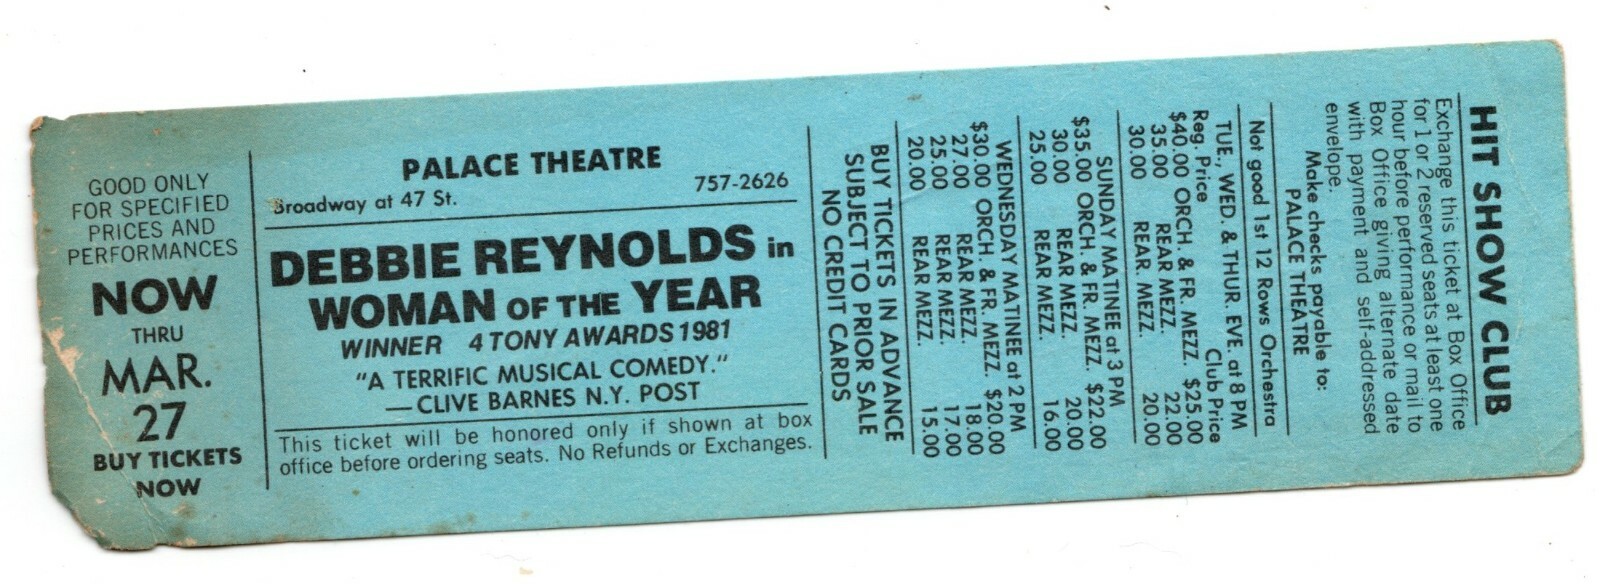 GOOD ONLY
FOR SPECIFIED
PRICES AND
PERFORMANCES
NOW
THRU
MAR.
27
BUY TICKETS
NOW
PALACE THEATRE
Broadway at 47 St.
757-2626
DEBBIE REYNOLDS in
WOMAN OF THE YEAR
WINNER 4 TONY AWARDS 1981
"A TERRIFIC MUSICAL COMEDY."
—CLIVE BARNES N.Y. POST
This ticket will be honored only if shown at box
office before ordering seats. No Refunds or Exchanges.
HIT SHOW CLUB
Exchange this ticket at Box Office
for 1 or 2 reserved seats at least one
hour before performance or mail to
Box Office giving alternate date
with payment and self-addressed
envelope.
Make checks payable to:
PALACE THEATRE
Not good 1st 12 Rows Orchestra
TUE., WED. & THUR. EVE. at 8 PM
Reg. Price Club Price
$40.00 ORCH. & FR. MEZZ. $25.00
35.00 REAR MEZZ. 22.00
30.00 REAR. MEZZ. 20.00
SUNDAY MATINEE at 3 PM
$35.00 ORCH. & FR. MEZZ. $22.00
30.00 REAR MEZZ. 20.00
25.00 REAR MEZZ. 16.00
WEDNESDAY MATINEE at 2 PM
$30.00 ORCH. & FR. MEZZ. $20.00
27.00 REAR MEZZ. 18.00
25.00 REAR MEZZ. 17.00
20.00 REAR MEZZ. 15.00
BUY TICKETS IN ADVANCE
SUBJECT TO PRIOR SALE
NO CREDIT CARDS